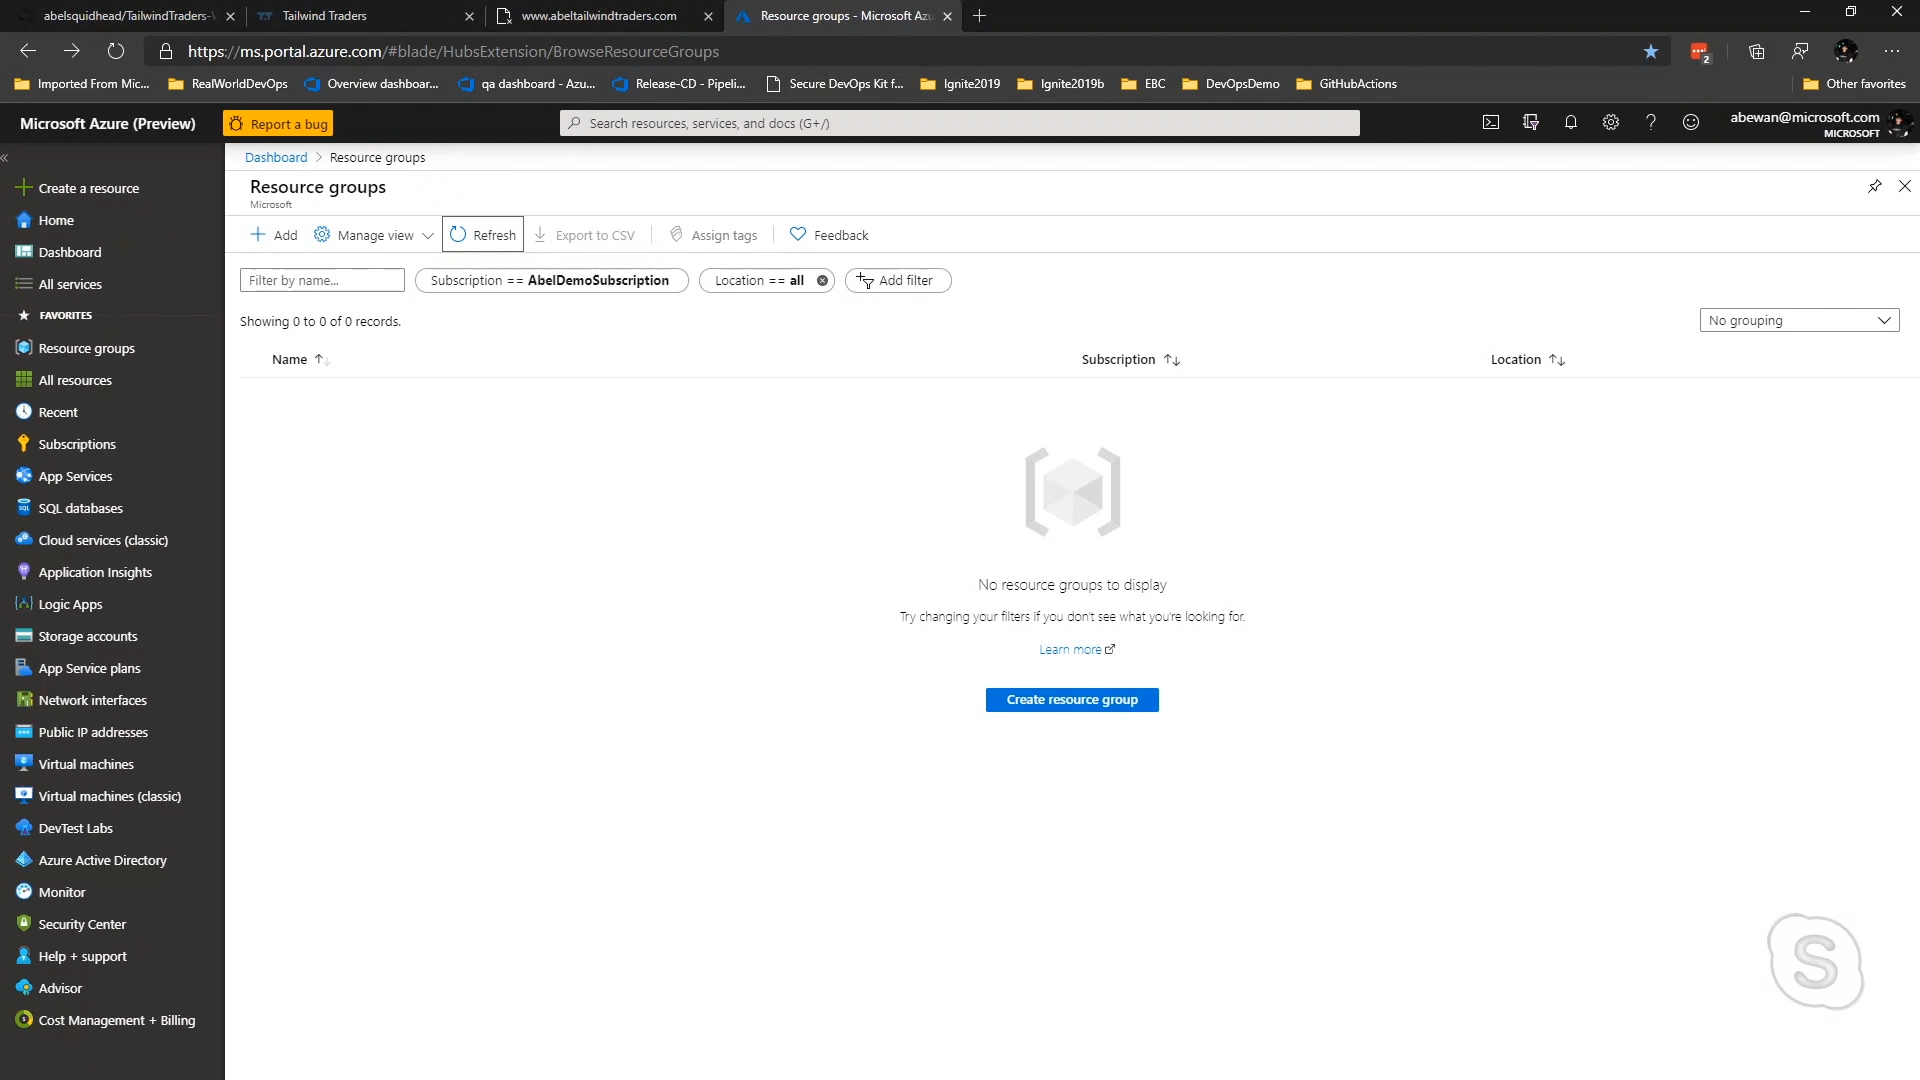 abelsquidhead/TailwindTraders-
Tailwind Traders
www.abeltailwindtraders.com
Resource groups - Microsoft Azu
https://ms.portal.azure.com/#blade/HubsExtension/BrowseResourceGroups
2
Imported From Mic...
RealWorldDevOps
Overview dashboar...
qa dashboard - Azu...
Release-CD - Pipeli...
Secure DevOps Kit f...
Ignite2019
Ignite2019b
EBC
DevOpsDemo
GitHubActions
Other favorites
Microsoft Azure (Preview)
Report a bug
Search resources, services, and docs (G+/)
abewan@microsoft.com
MICROSOFT
Create a resource
Home
Dashboard
All services
FAVORITES
Resource groups
All resources
Recent
Subscriptions
App Services
SQL databases
Cloud services (classic)
Application Insights
Logic Apps
Storage accounts
App Service plans
Network interfaces
Public IP addresses
Virtual machines
Virtual machines (classic)
DevTest Labs
Azure Active Directory
Monitor
Security Center
Help + support
Advisor
Cost Management + Billing
Dashboard > Resource groups
Resource groups
Microsoft
Add
Manage view
Refresh
Export to CSV
Assign tags
Feedback
Filter by name...
Subscription == AbelDemoSubscription
Location == all
Add filter
Showing 0 to 0 of 0 records.
No grouping
Name
Subscription
Location
No resource groups to display
Try changing your filters if you don't see what you're looking for.
Learn more
Create resource group
S